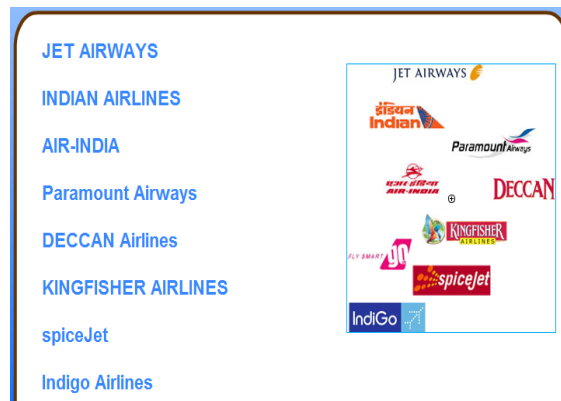 JET AIRWAYS
INDIAN AIRLINES
AIR-INDIA
Paramount Airways
DECCAN Airlines
KINGFISHER AIRLINES
spiceJet
Indigo Airlines
JET AIRWAYS
इंडियन
Indian
Paramount Airways
एअर इंडिया
AIR-INDIA
DECCAN
KINGFISHER
AIRLINES
FLY SMART go
spiceJet
IndiGo